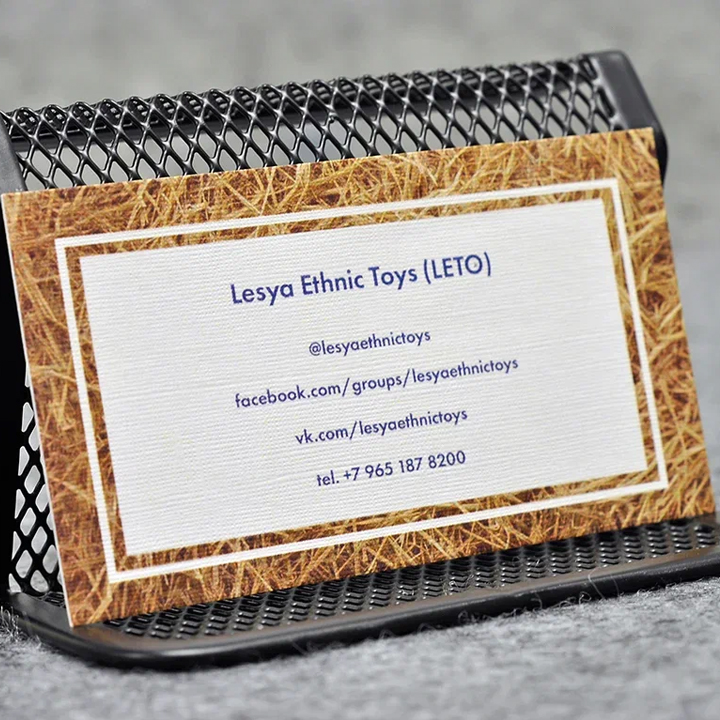 Lesya Ethnic Toys (LETO)
@lesyaethnictoys
facebook.com/groups/lesyaethnictoys
vk.com/lesyaethnictoys
tel. +7 965 187 8200